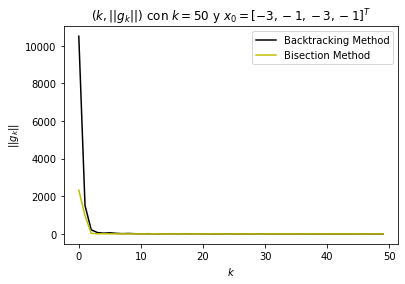 (k, ||g_k||) con k = 50 y x_0 = [−3, −1, −3, −1]^T
Backtracking Method
Bisection Method
||g_k||
10000
8000
6000
4000
2000
0
0 10 20 30 40 50
k